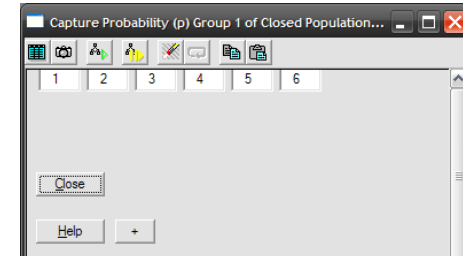 Capture Probability (p) Group 1 of Closed Population...
1 2 3 4 5 6
Close
Help +